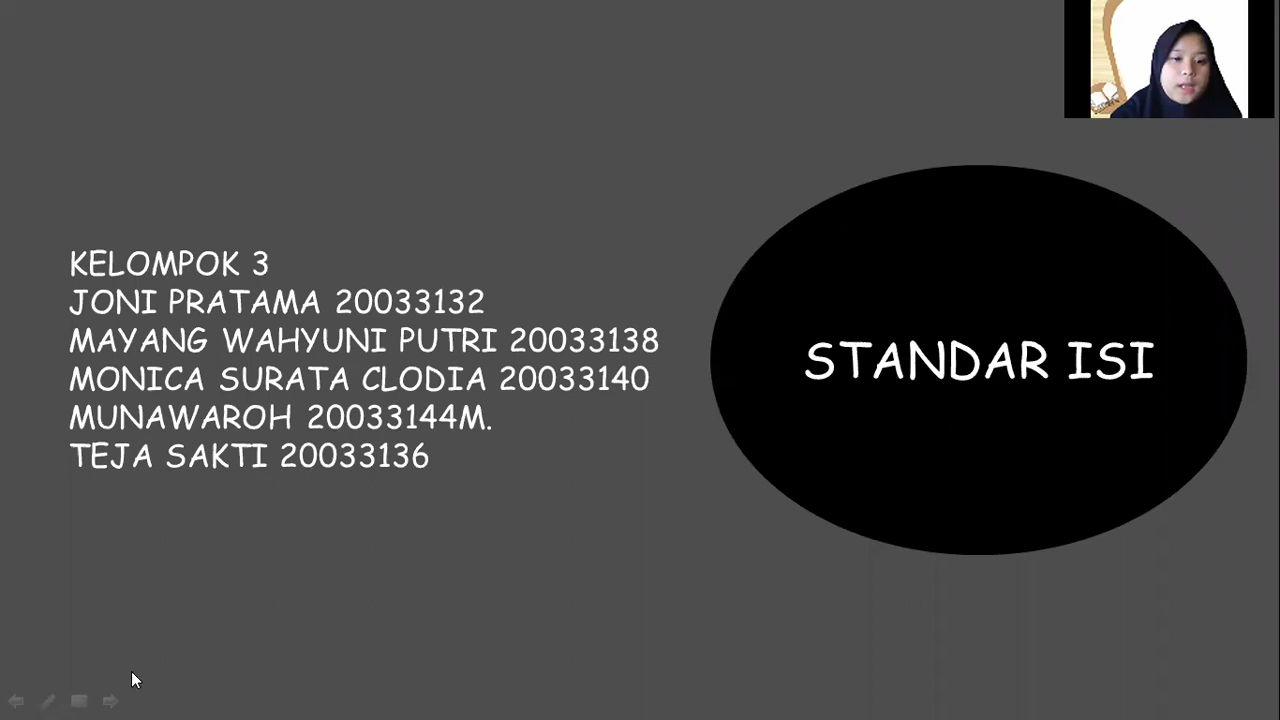 KELOMPOK 3
JONI PRATAMA 20033132
MAYANG WAHYUNI PUTRI 20033138
MONICA SURATA CLODIA 20033140
MUNAWAROH 20033144M.
TEJA SAKTI 20033136
STANDAR ISI